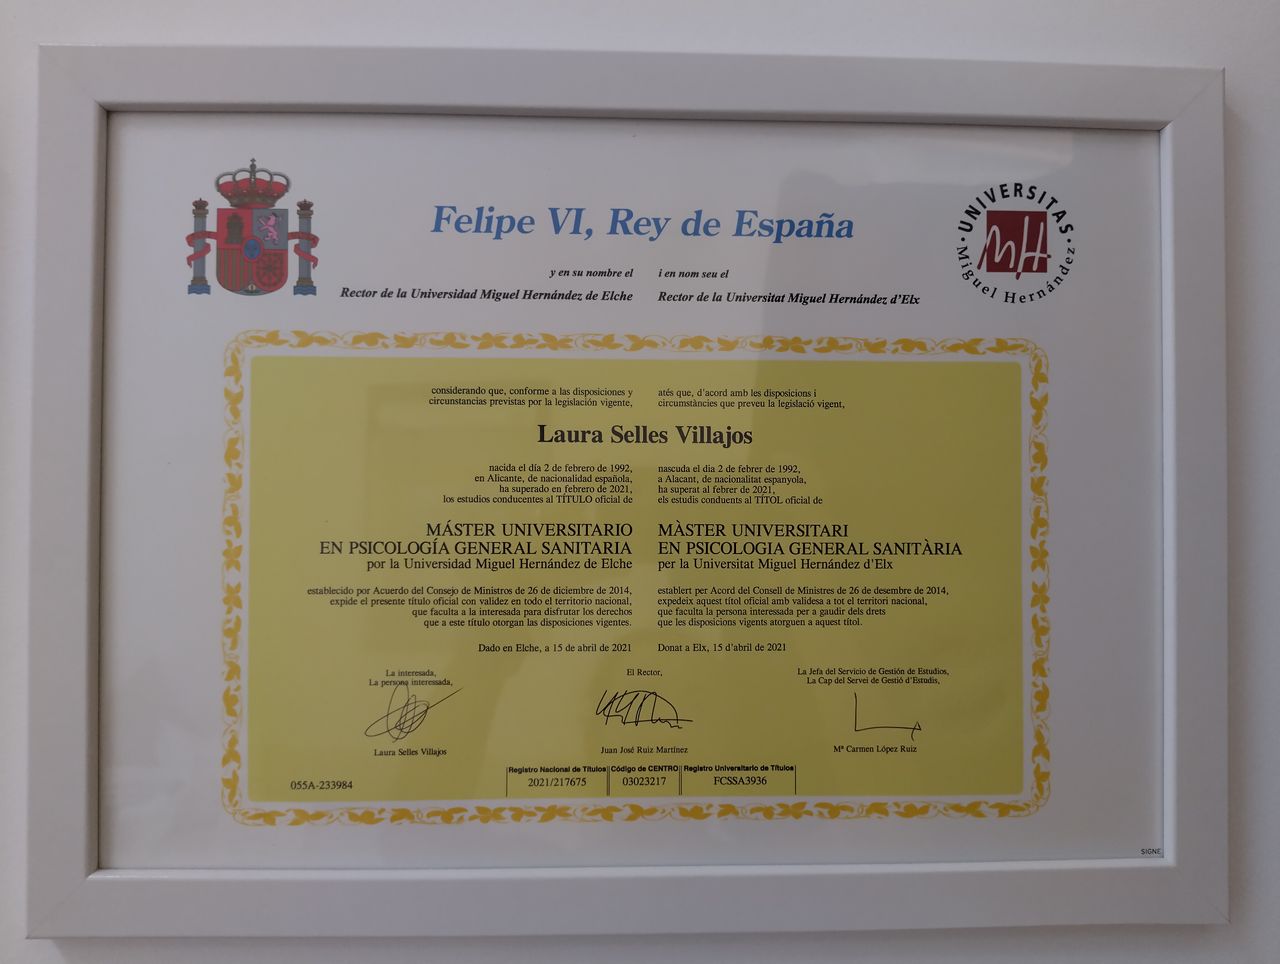 Felipe VI, Rey de España
y en su nombre el
Rector de la Universidad Miguel Hernández de Elche
i en nom seu el
Rector de la Universitat Miguel Hernández d'Elx
UNIVERSITAS
MH
Miguel Hernández
considerando que, conforme a las disposiciones y
circunstancias previstas por la legislación vigente,
atés que, d'acord amb les disposicions i
circumstàncies que preveu la legislació vigent,
Laura Selles Villajos
nacida el día 2 de febrero de 1992,
en Alicante, de nacionalidad española,
ha superado en febrero de 2021,
los estudios conducentes al TÍTULO oficial de
nascuda el dia 2 de febrer de 1992,
a Alacant, de nacionalitat espanyola,
ha superat al febrer de 2021,
els estudis conduents al TÍTOL oficial de
MÁSTER UNIVERSITARIO
EN PSICOLOGÍA GENERAL SANITARIA
por la Universidad Miguel Hernández de Elche
MÀSTER UNIVERSITARI
EN PSICOLOGIA GENERAL SANITÀRIA
per la Universitat Miguel Hernández d'Elx
establecido por Acuerdo del Consejo de Ministros de 26 de diciembre de 2014,
expide el presente título oficial con validez en todo el territorio nacional,
que faculta a la interesada para disfrutar los derechos
que a este título otorgan las disposiciones vigentes.
establert per Acord del Consell de Ministres de 26 de desembre de 2014,
expedeix aquest títol oficial amb validesa a tot el territori nacional,
que faculta la persona interessada per a gaudir dels drets
que les disposicions vigents atorguen a aquest títol.
Dado en Elche, a 15 de abril de 2021
Donat a Elx, 15 d'abril de 2021
La interesada,
La persona interessada,
Laura Selles Villajos
El Rector,
Juan José Ruiz Martínez
La Jefa del Servicio de Gestión de Estudios,
La Cap del Servei de Gestió d'Estudis,
Mª Carmen López Ruiz
055A-233984
Registro Nacional de Títulos
2021/217675
Código de CENTRO
03023217
Registro Universitario de Títulos
FCSSA3936
SIGNE